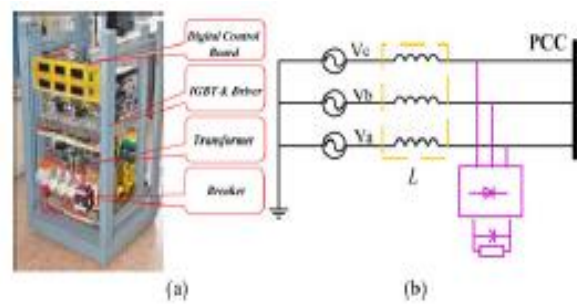 Digital Control
Board
IGBT & Driver
Transformer
Breaker
(a)
Vc
Vb
Va
L
PCC
(b)